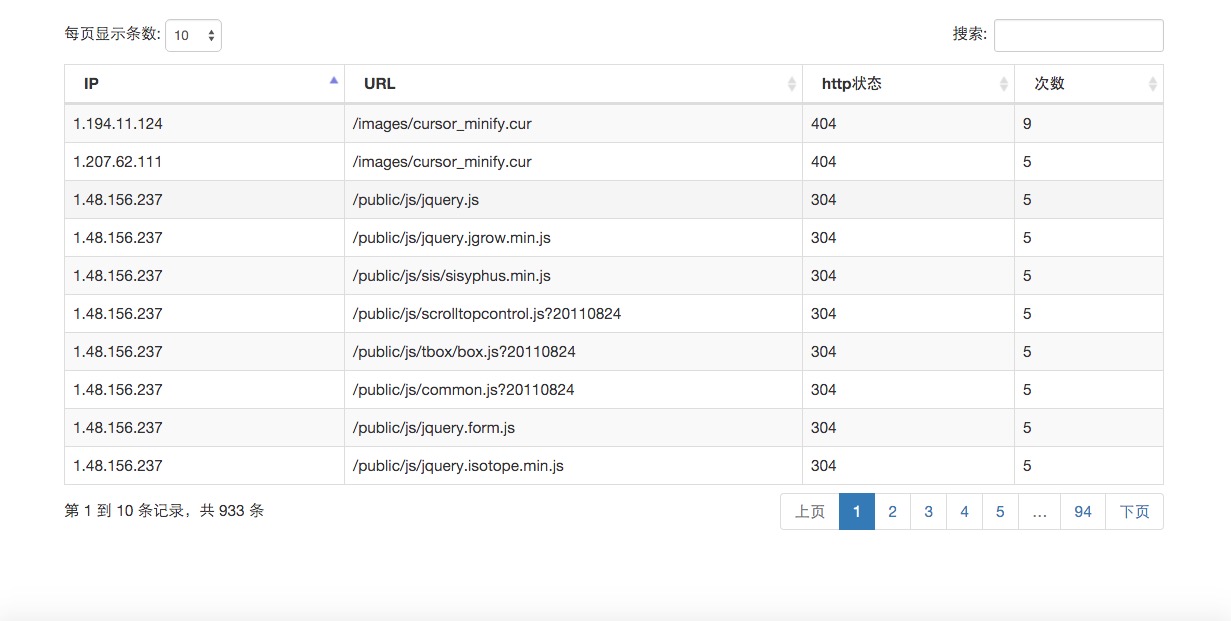 每页显示条数: 10 搜索:
IP URL http状态 次数
1.194.11.124 /images/cursor_minify.cur 404 9
1.207.62.111 /images/cursor_minify.cur 404 5
1.48.156.237 /public/js/jquery.js 304 5
1.48.156.237 /public/js/jquery.jgrow.min.js 304 5
1.48.156.237 /public/js/sis/sisyphus.min.js 304 5
1.48.156.237 /public/js/scrolltopcontrol.js?20110824 304 5
1.48.156.237 /public/js/tbox/box.js?20110824 304 5
1.48.156.237 /public/js/common.js?20110824 304 5
1.48.156.237 /public/js/jquery.form.js 304 5
1.48.156.237 /public/js/jquery.isotope.min.js 304 5
第 1 到 10 条记录，共 933 条 上页 1 2 3 4 5 … 94 下页